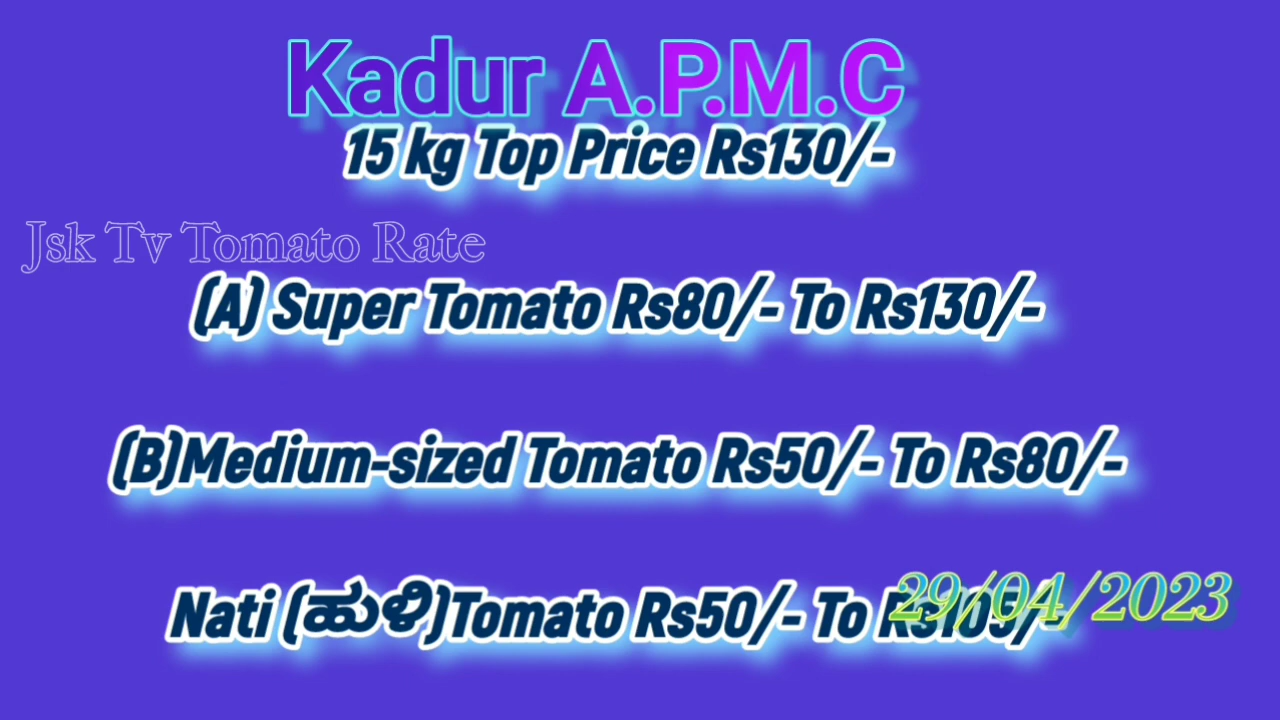 Kadur A.P.M.C
15 kg Top Price Rs130/-
Jsk Tv Tomato Rate
(A) Super Tomato Rs80/- To Rs130/-
(B)Medium-sized Tomato Rs50/- To Rs80/-
Nati (ಹುಳಿ)Tomato Rs50/- To Rs105/-
29/04/2023